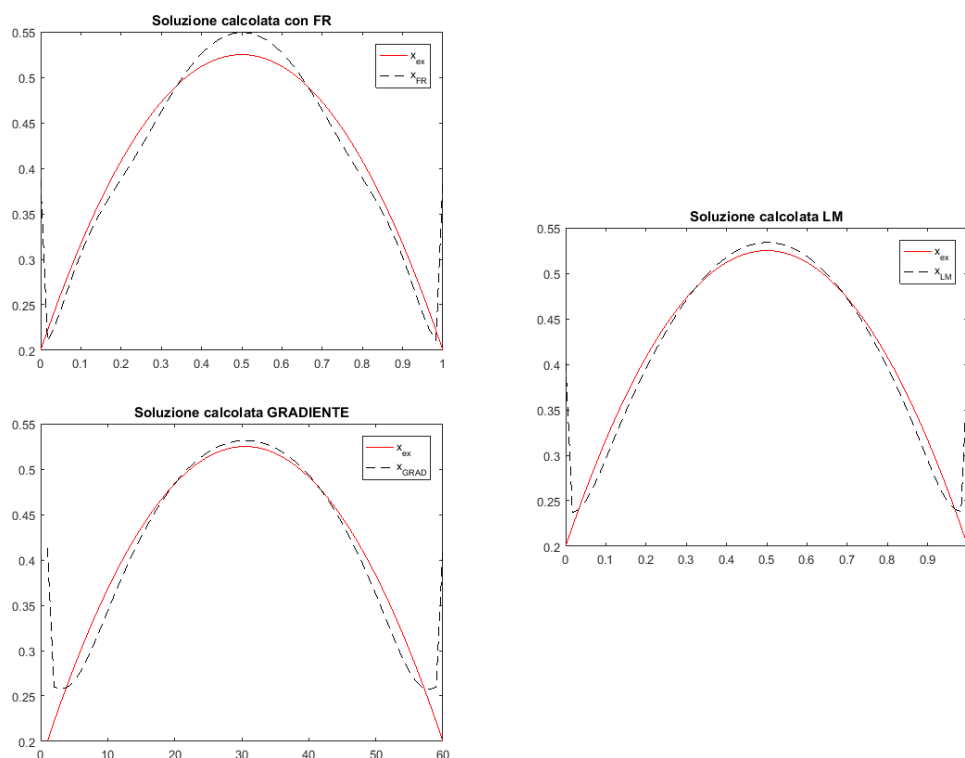 Soluzione calcolata con FR
0.55
0.5
0.45
0.4
0.35
0.3
0.25
0.2
0 0.1 0.2 0.3 0.4 0.5 0.6 0.7 0.8 0.9 1
x_ex
x_FR
Soluzione calcolata LM
0.55
0.5
0.45
0.4
0.35
0.3
0.25
0.2
0 0.1 0.2 0.3 0.4 0.5 0.6 0.7 0.8 0.9
x_ex
x_LM
Soluzione calcolata GRADIENTE
0.55
0.5
0.45
0.4
0.35
0.3
0.25
0.2
0 10 20 30 40 50 60
x_ex
x_GRAD